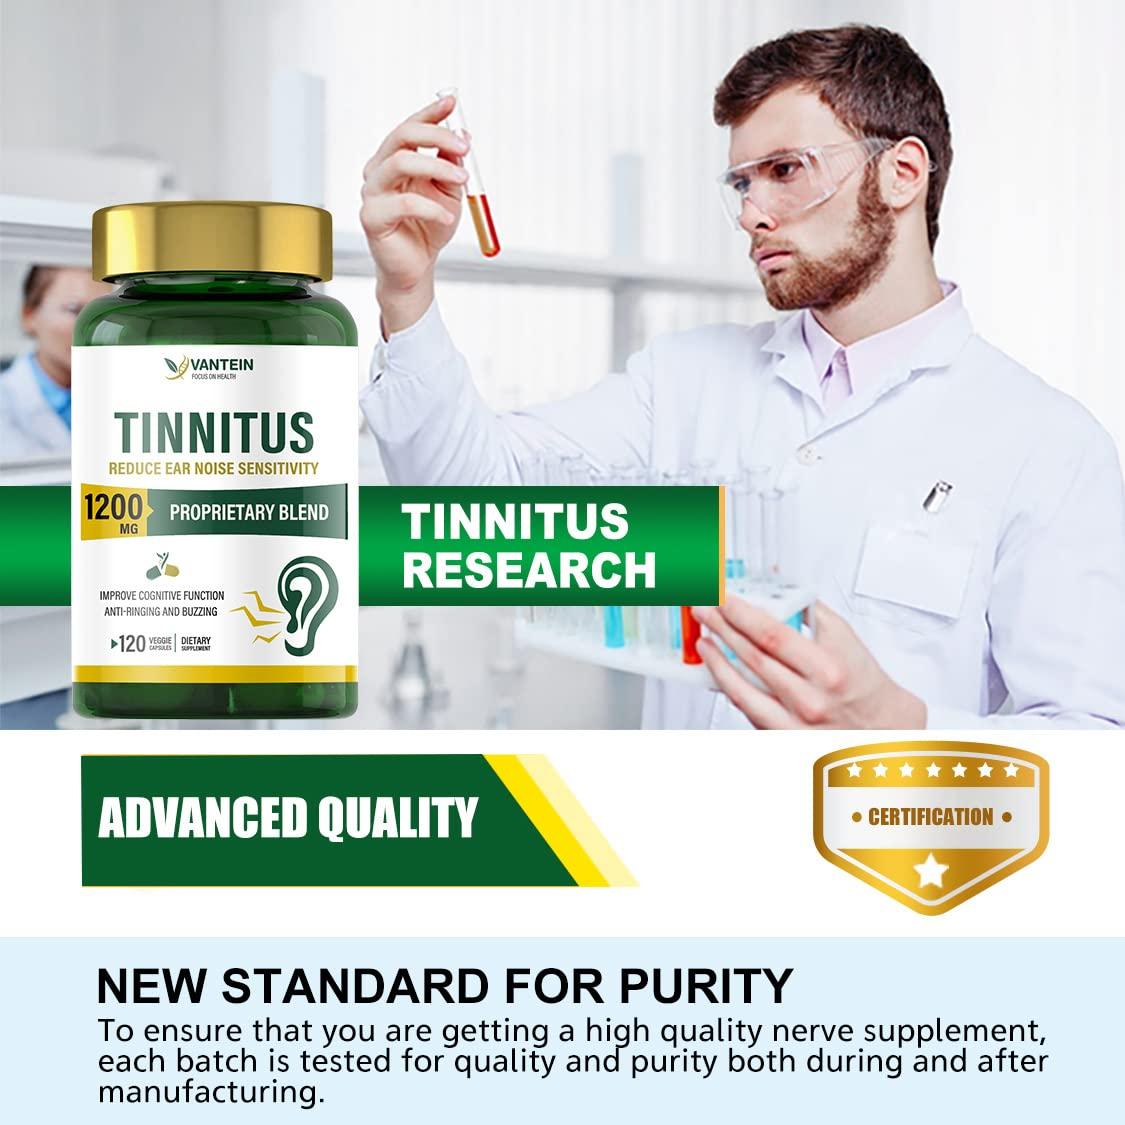 VANTEIN
FOCUS ON HEALTH
TINNITUS
REDUCE EAR NOISE SENSITIVITY
1200 MG PROPRIETARY BLEND
IMPROVE COGNITIVE FUNCTION
ANTI-RINGING AND BUZZING
120 VEGGIE CAPSULES DIETARY SUPPLEMENT
TINNITUS
RESEARCH
ADVANCED QUALITY
• CERTIFICATION •
NEW STANDARD FOR PURITY
To ensure that you are getting a high quality nerve supplement,
each batch is tested for quality and purity both during and after
manufacturing.